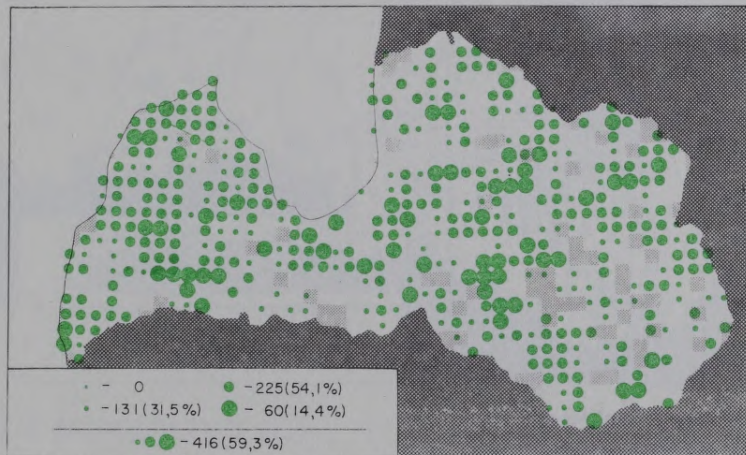 - 0 - 225(54,1%)
- 131(31,5%) - 60(14,4%)
- 416(59,3%)